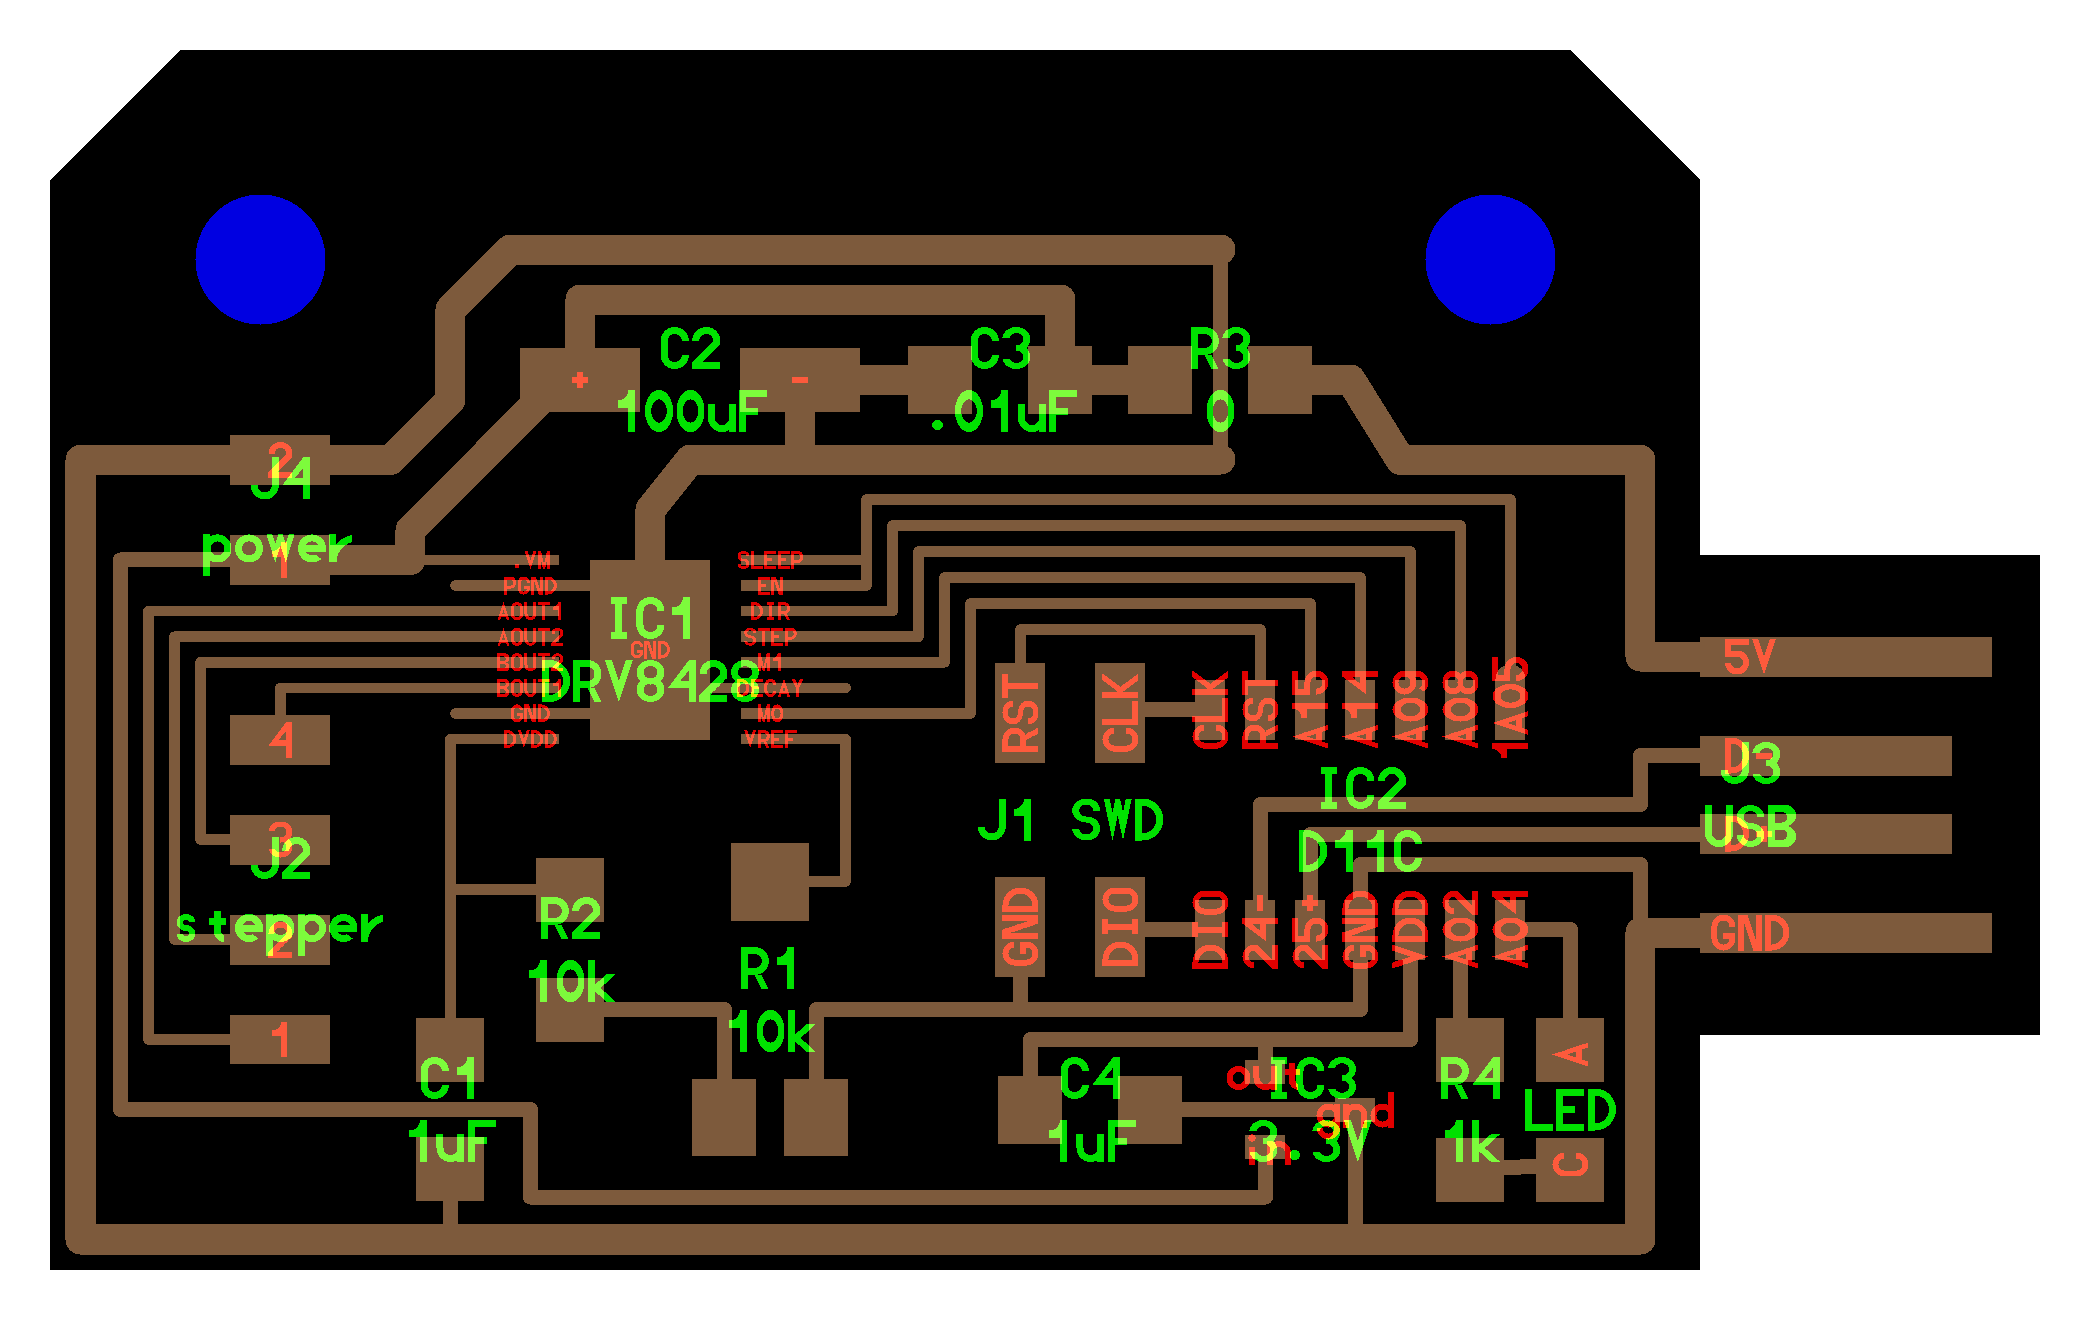 C2
100uF
+
-
C3
.01uF
R3
0
2
J4
power
1
.VM
PGND
AOUT1
AOUT2
BOUT2
BOUT1
GND
DVDD
IC1
GND
DRV8428
SLEEP
EN
DIR
STEP
M1
DECAY
M0
VREF
4
3
J2
stepper
2
1
RST
CLK
J1 SWD
GND
DIO
CLK
RST
A15
A14
A09
A08
1A05
IC2
D11C
DIO
24-
25+
GND
VDD
A02
A04
5V
D-
J3
USB
D+
GND
R2
10k
R1
10k
C1
1uF
C4
1uF
out
IC3
gnd
3.3V
in
R4
1k
A
LED
C